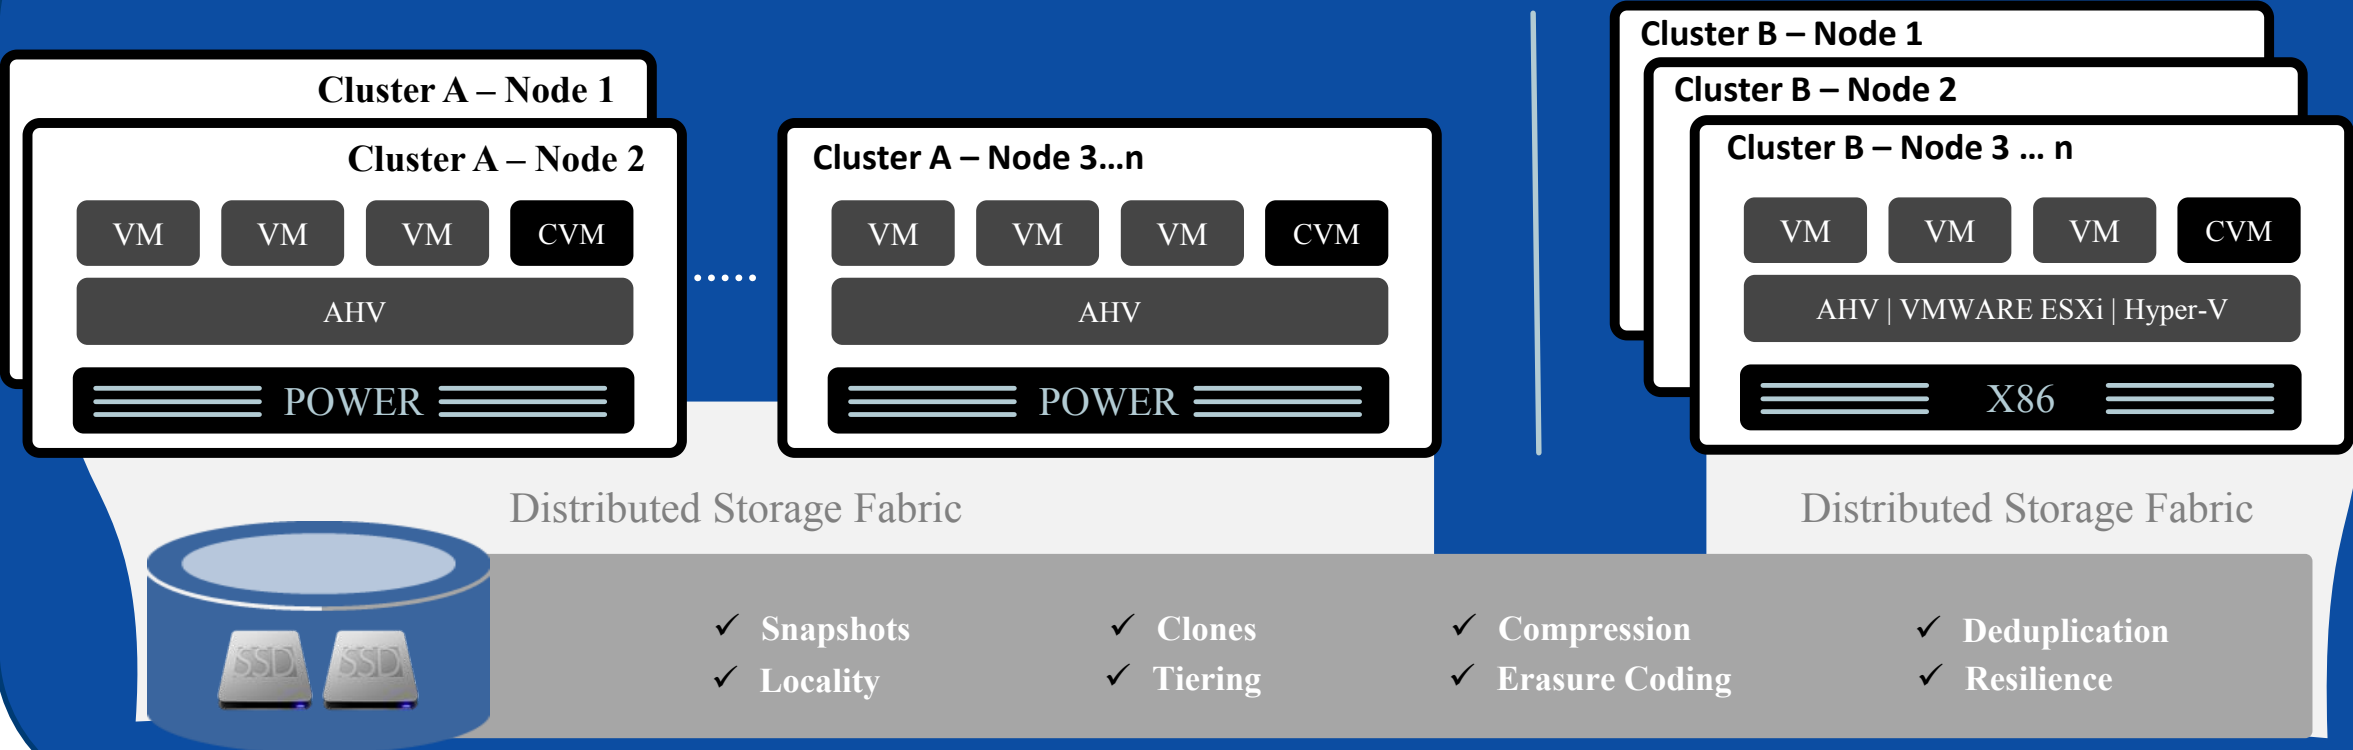 Cluster A – Node 1
Cluster A – Node 2
VM VM VM CVM
AHV
POWER
.....
Cluster A – Node 3...n
VM VM VM CVM
AHV
POWER
Cluster B – Node 1
Cluster B – Node 2
Cluster B – Node 3 ... n
VM VM VM CVM
AHV | VMWARE ESXi | Hyper-V
X86
Distributed Storage Fabric
Distributed Storage Fabric
SSD SSD
✓ Snapshots ✓ Clones ✓ Compression ✓ Deduplication
✓ Locality ✓ Tiering ✓ Erasure Coding ✓ Resilience